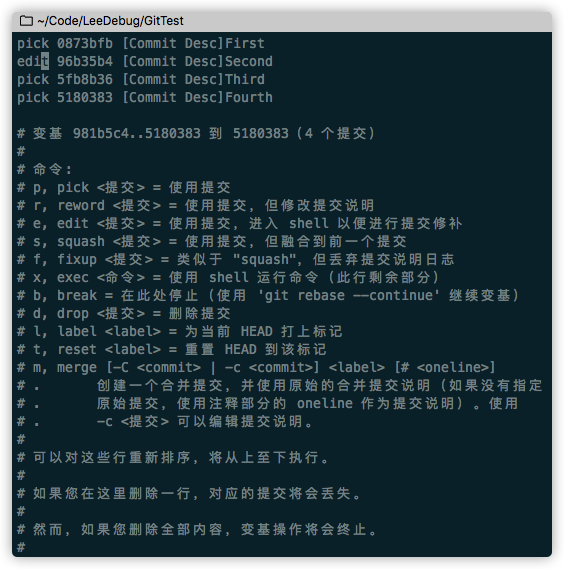 ~/Code/LeeDebug/GitTest
pick 0873bfb [Commit Desc]First
edit 96b35b4 [Commit Desc]Second
pick 5fb8b36 [Commit Desc]Third
pick 5180383 [Commit Desc]Fourth
# 变基 981b5c4..5180383 到 5180383（4 个提交）
#
# 命令:
# p, pick <提交> = 使用提交
# r, reword <提交> = 使用提交，但修改提交说明
# e, edit <提交> = 使用提交，进入 shell 以便进行提交修补
# s, squash <提交> = 使用提交，但融合到前一个提交
# f, fixup <提交> = 类似于 "squash"，但丢弃提交说明日志
# x, exec <命令> = 使用 shell 运行命令（此行剩余部分）
# b, break = 在此处停止（使用 'git rebase --continue' 继续变基）
# d, drop <提交> = 删除提交
# l, label <label> = 为当前 HEAD 打上标记
# t, reset <label> = 重置 HEAD 到该标记
# m, merge [-C <commit> | -c <commit>] <label> [# <oneline>]
# . 创建一个合并提交，并使用原始的合并提交说明（如果没有指定
# . 原始提交，使用注释部分的 oneline 作为提交说明）。使用
# . -c <提交> 可以编辑提交说明。
#
# 可以对这些行重新排序，将从上至下执行。
#
# 如果您在这里删除一行，对应的提交将会丢失。
#
# 然而，如果您删除全部内容，变基操作将会终止。
#